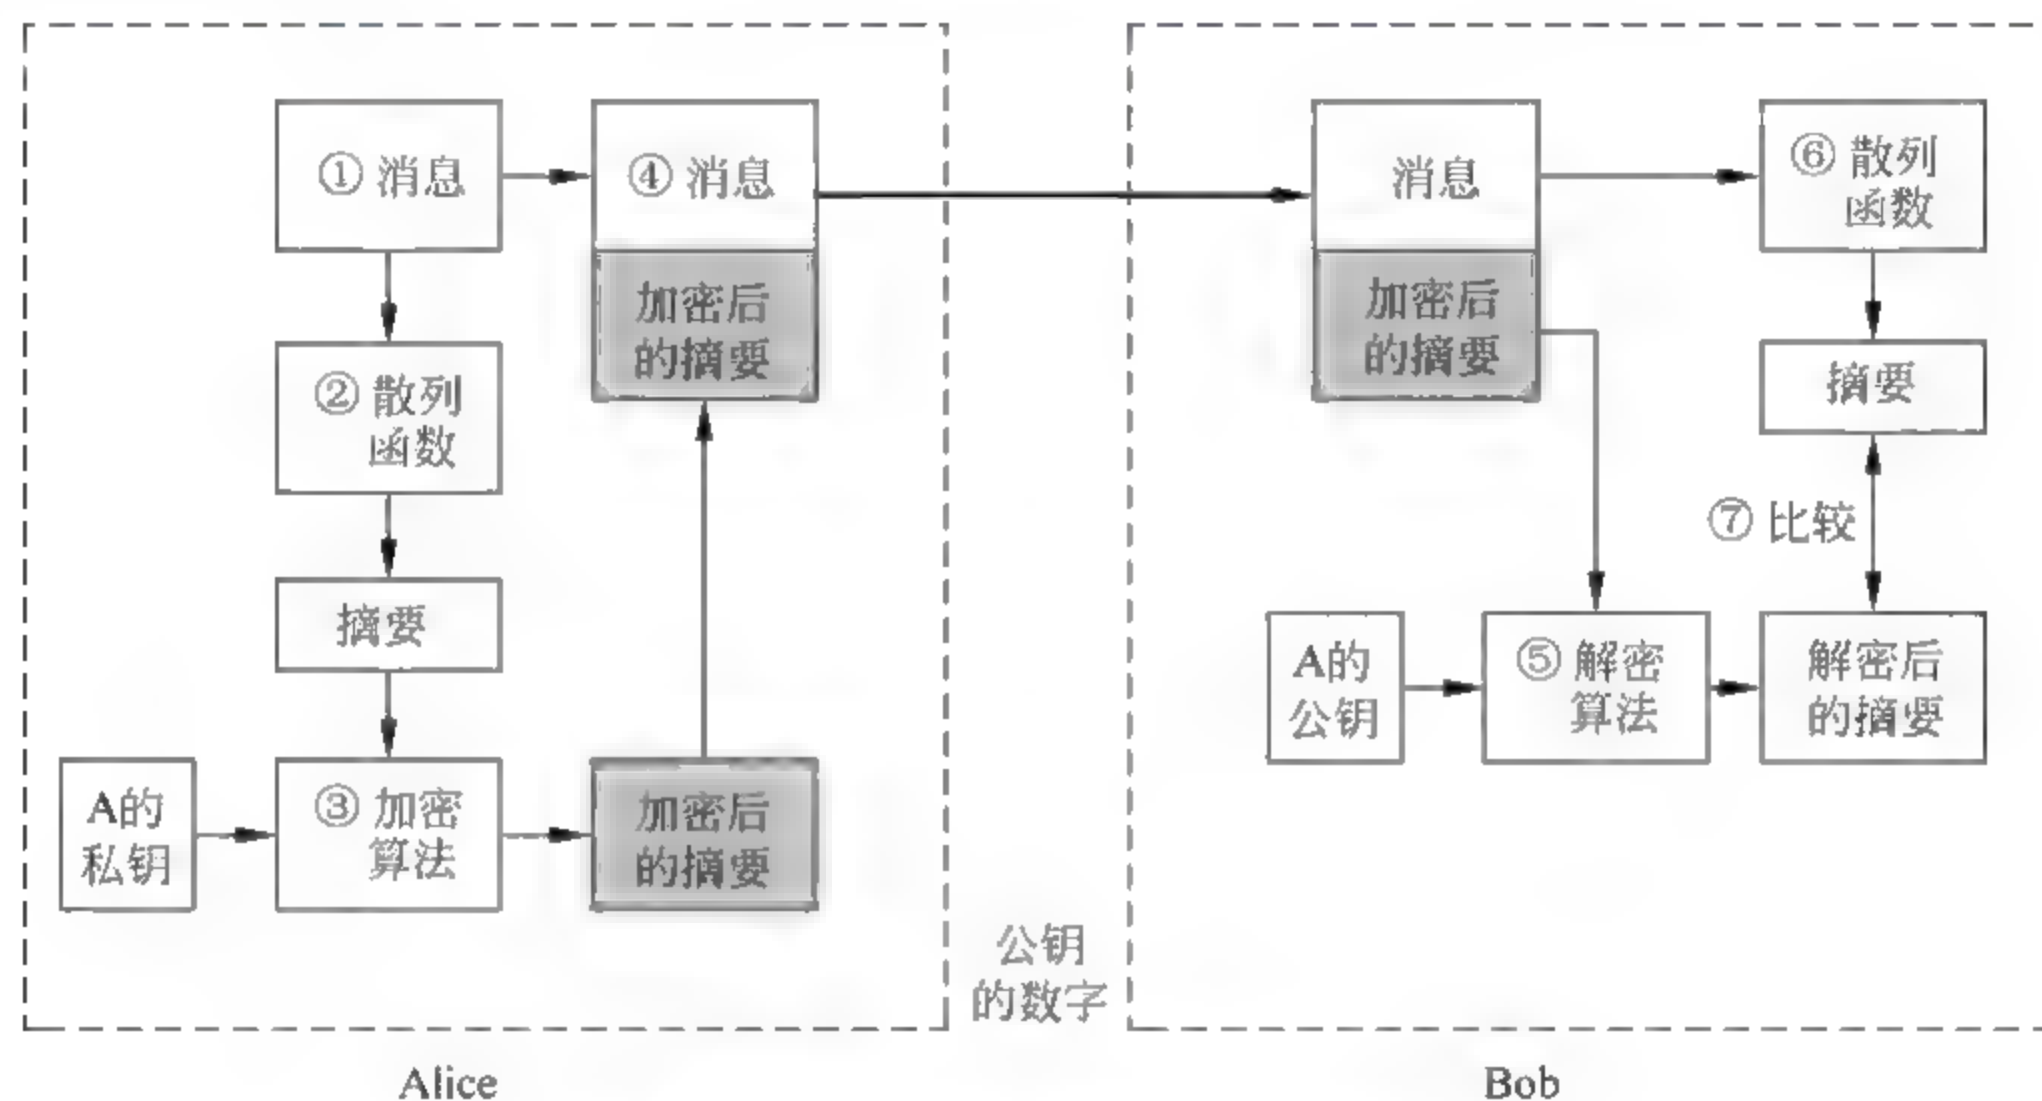 ① 消息
② 散列
函数
摘要
A的
私钥
③ 加密
算法
加密后
的摘要
④ 消息
加密后
的摘要
Alice
公钥
的数字
消息
加密后
的摘要
A的
公钥
⑤ 解密
算法
解密后
的摘要
⑥ 散列
函数
摘要
⑦ 比较
Bob